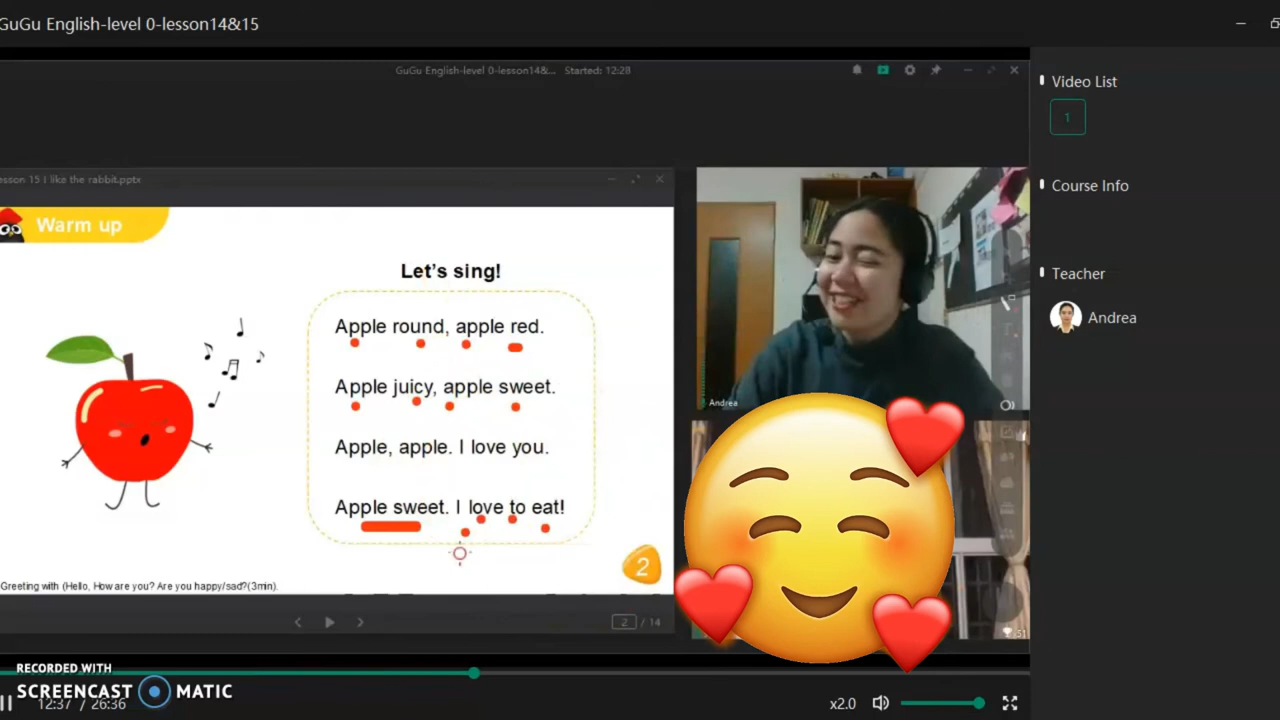 GuGu English-level 0-lesson14&15
GuGu English-level 0-lesson14&... Started: 12:28
Video List
1
Course Info
Teacher
Andrea
esson 15 I like the rabbit.pptx
Warm up
Let's sing!
Apple round, apple red.
Apple juicy, apple sweet.
Apple, apple. I love you.
Apple sweet. I love to eat!
2
Greeting with (Hello, How are you? Are you happy/sad?(3min).
2 / 14
Andrea
RECORDED WITH
SCREENCAST MATIC
12:37 / 26:36
x2.0